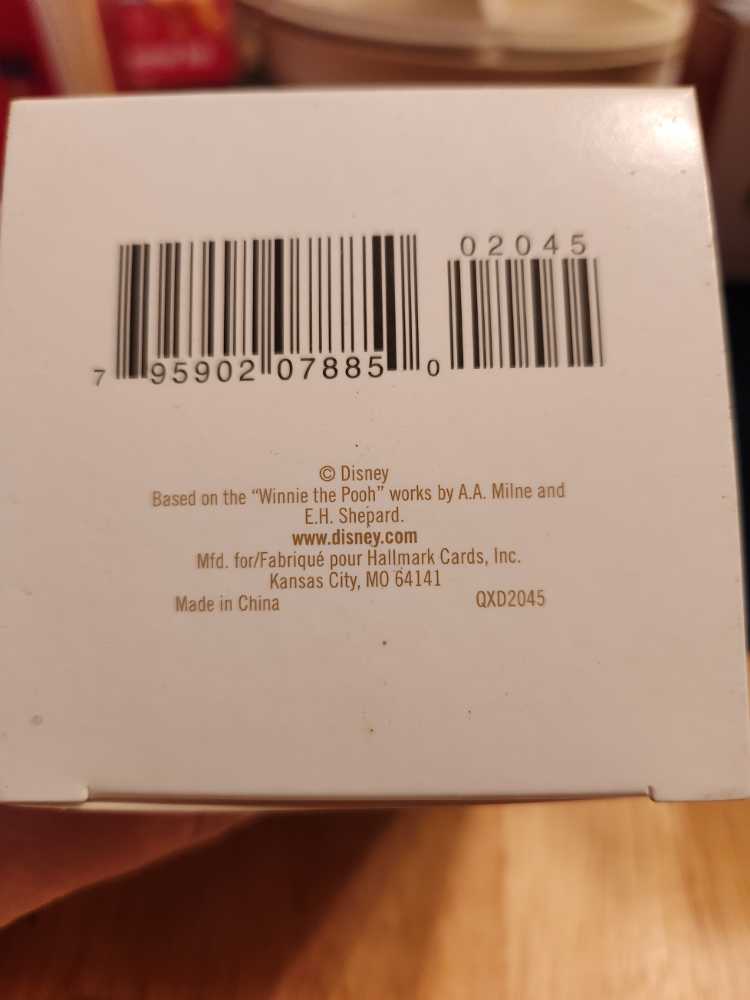 02045
7 95902 07885 0
© Disney
Based on the “Winnie the Pooh” works by A.A. Milne and
E.H. Shepard.
www.disney.com
Mfd. for/Fabriqué pour Hallmark Cards, Inc.
Kansas City, MO 64141
Made in China QXD2045